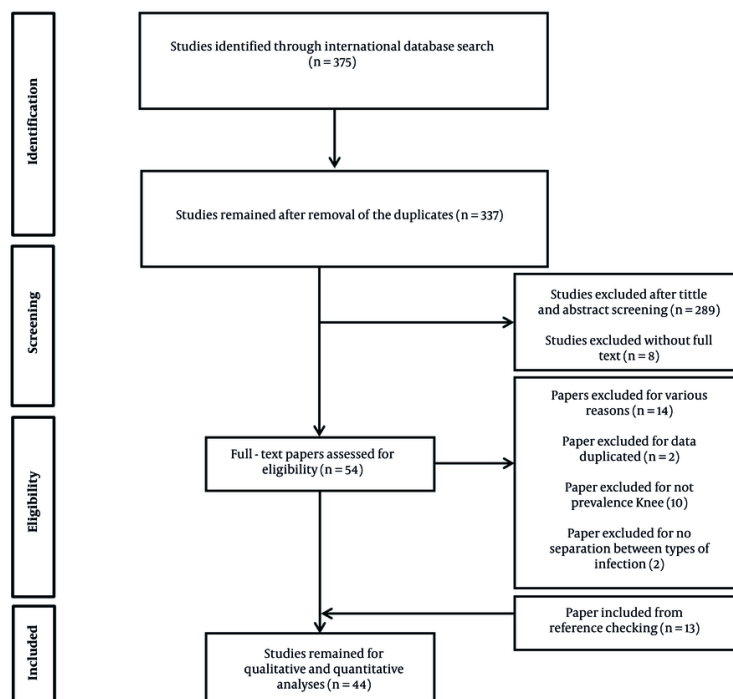 Identification
Studies identified through international database search
(n = 375)
Studies remained after removal of the duplicates (n = 337)
Screening
Studies excluded after tittle
and abstract screening (n = 289)
Studies excluded without full
text (n = 8)
Eligibility
Full - text papers assessed for
eligibility (n = 54)
Papers excluded for various
reasons (n = 14)
Paper excluded for data
duplicated (n = 2)
Paper excluded for not
prevalence Knee (10)
Paper excluded for no
separation between types of
infection (2)
Included
Paper included from
reference checking (n = 13)
Studies remained for
qualitative and quantitative
analyses (n = 44)